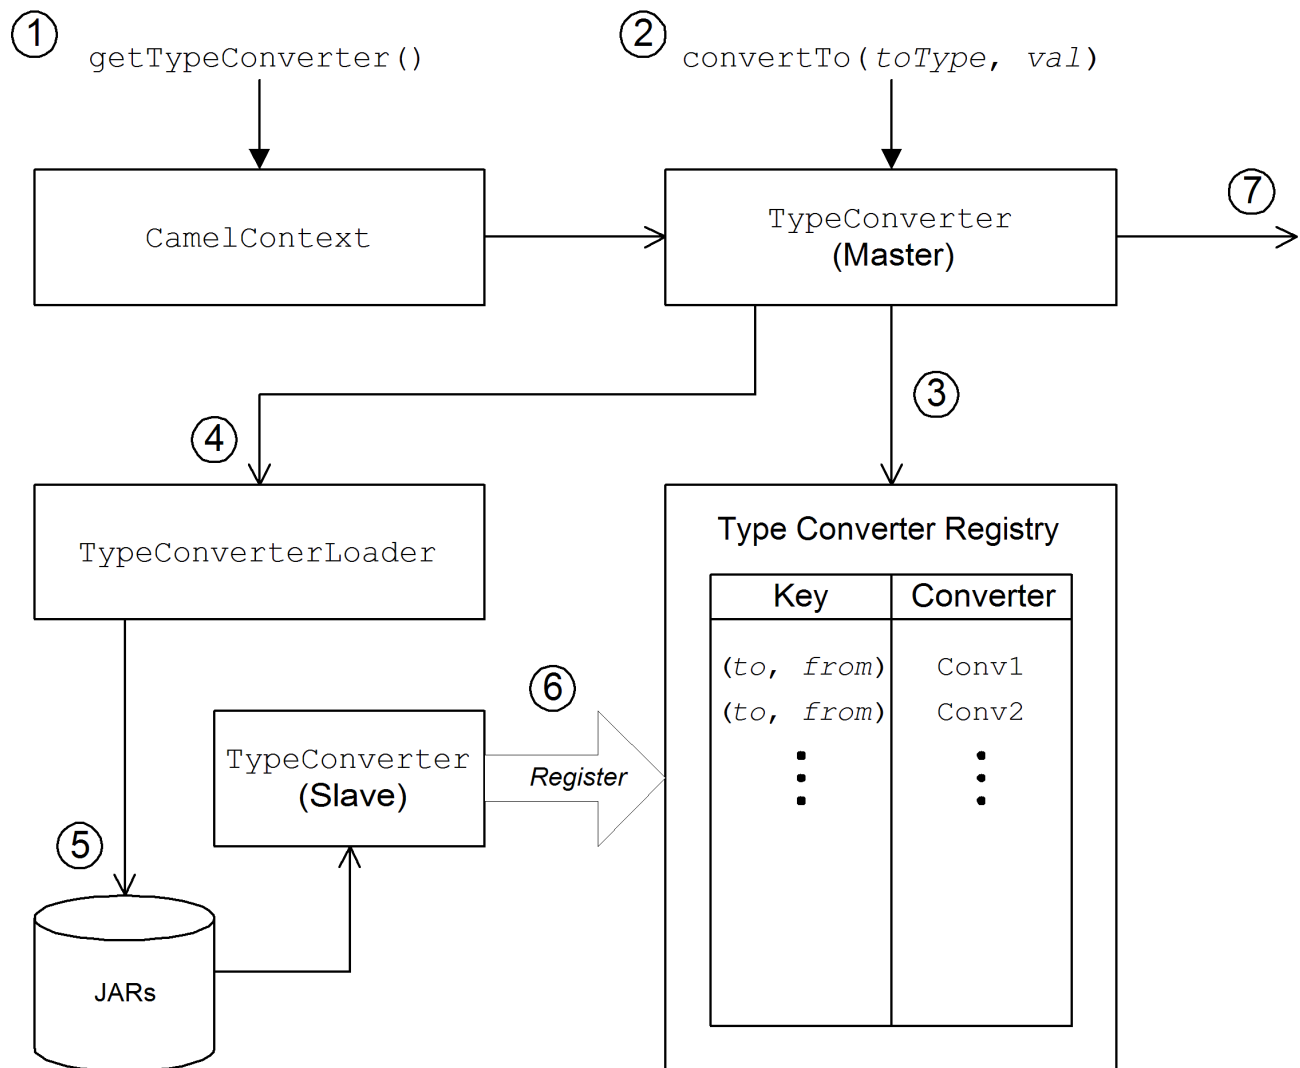 1
2
getTypeConverter()
convertTo(toType, val)
7
CamelContext
TypeConverter
(Master)
3
4
TypeConverterLoader
Type Converter Registry
Key Converter
(to, from) Conv1
(to, from) Conv2
6
TypeConverter
(Slave)
Register
5
JARs